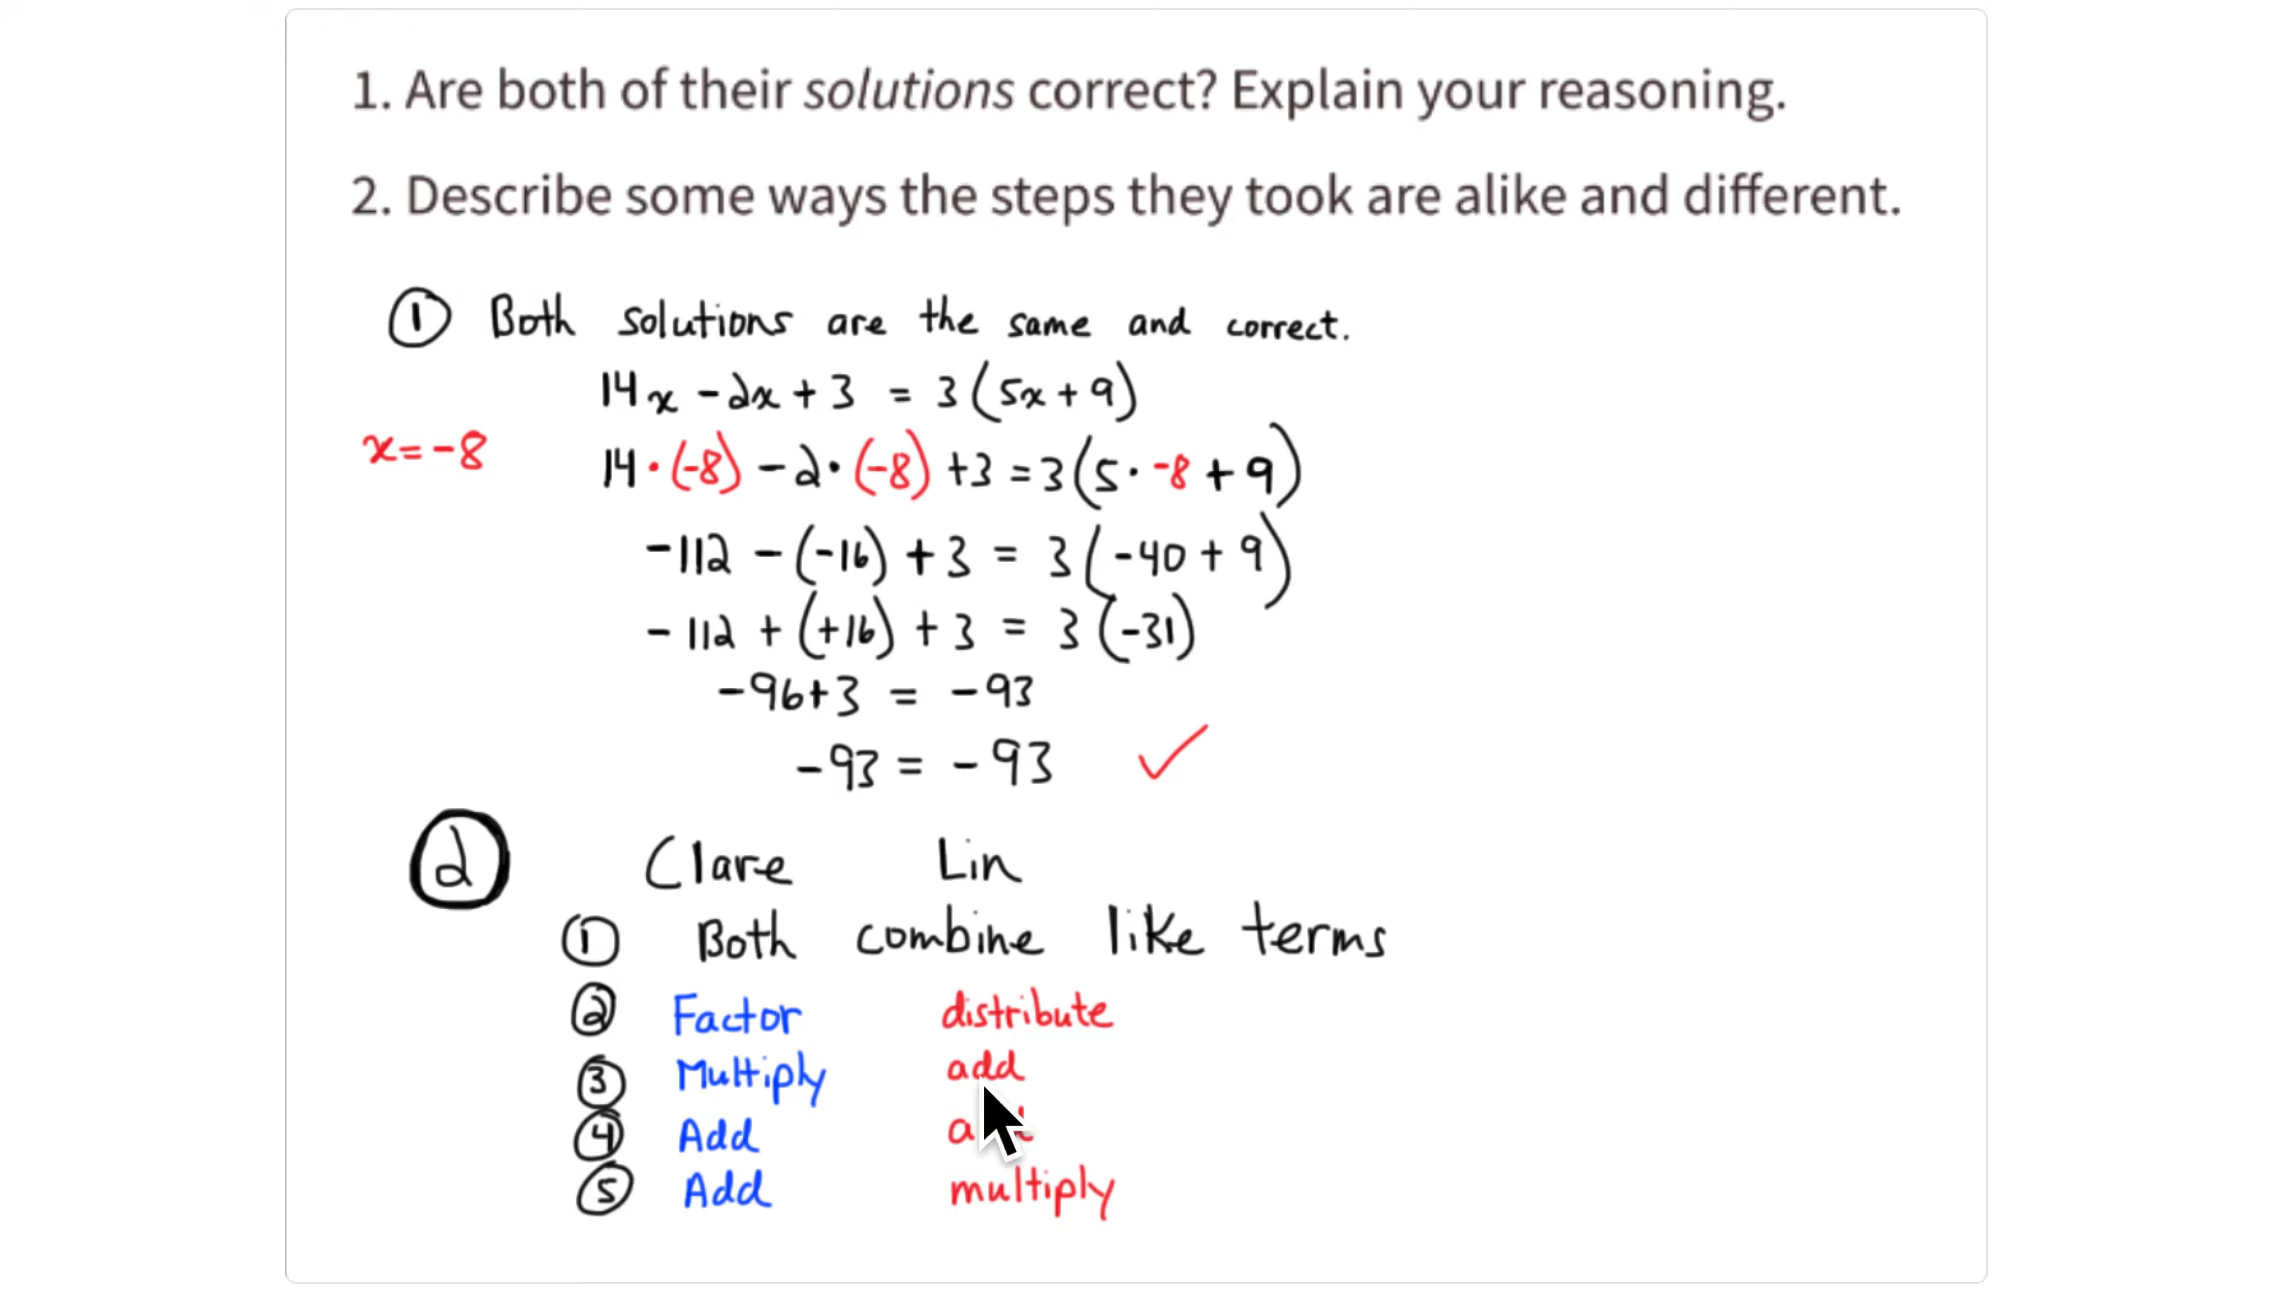 1. Are both of their solutions correct? Explain your reasoning.
2. Describe some ways the steps they took are alike and different.
① Both solutions are the same and correct.
14x - 2x + 3 = 3(5x + 9)
x = -8 14·(-8) - 2·(-8) + 3 = 3(5·-8 + 9)
-112 - (-16) + 3 = 3(-40 + 9)
-112 + (+16) + 3 = 3(-31)
-96 + 3 = -93
-93 = -93 ✓
② Clare Lin
① Both combine like terms
② Factor distribute
③ Multiply add
④ Add
⑤ Add multiply